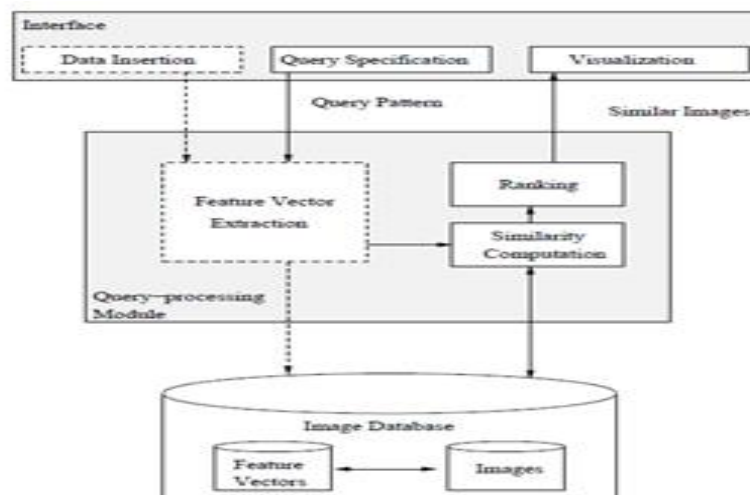 Interface
Data Insertion
Query Specification
Visualization
Query Pattern
Similar Images
Feature Vector
Extraction
Ranking
Similarity
Computation
Query-processing
Module
Image Database
Feature
Vectors
Images